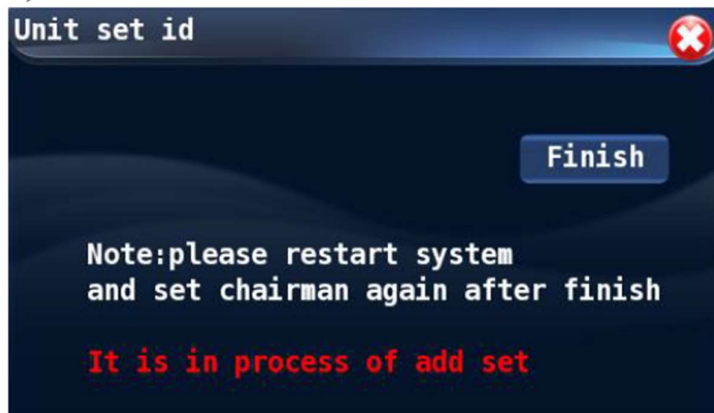 Unit set id
Finish
Note:please restart system
and set chairman again after finish
It is in process of add set